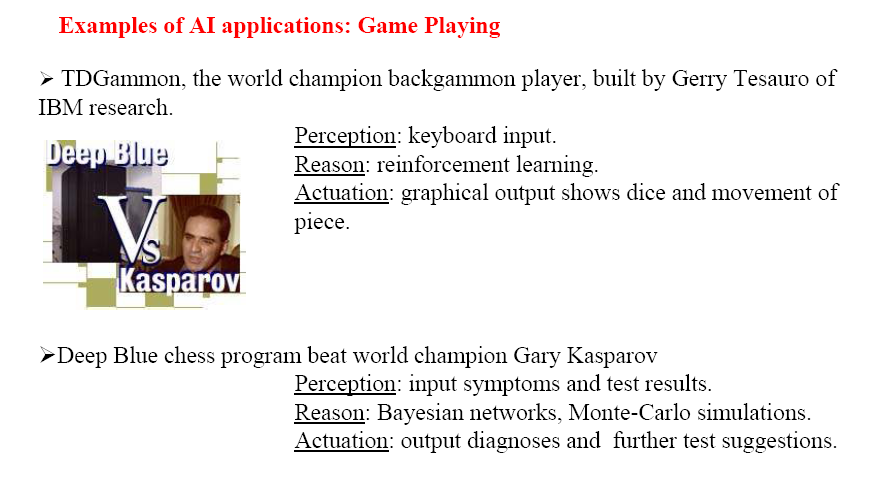 Examples of AI applications: Game Playing
➢ TDGammon, the world champion backgammon player, built by Gerry Tesauro of
IBM research.
Perception: keyboard input.
Reason: reinforcement learning.
Actuation: graphical output shows dice and movement of
piece.
Deep Blue
Vs
Kasparov
➢Deep Blue chess program beat world champion Gary Kasparov
Perception: input symptoms and test results.
Reason: Bayesian networks, Monte-Carlo simulations.
Actuation: output diagnoses and further test suggestions.